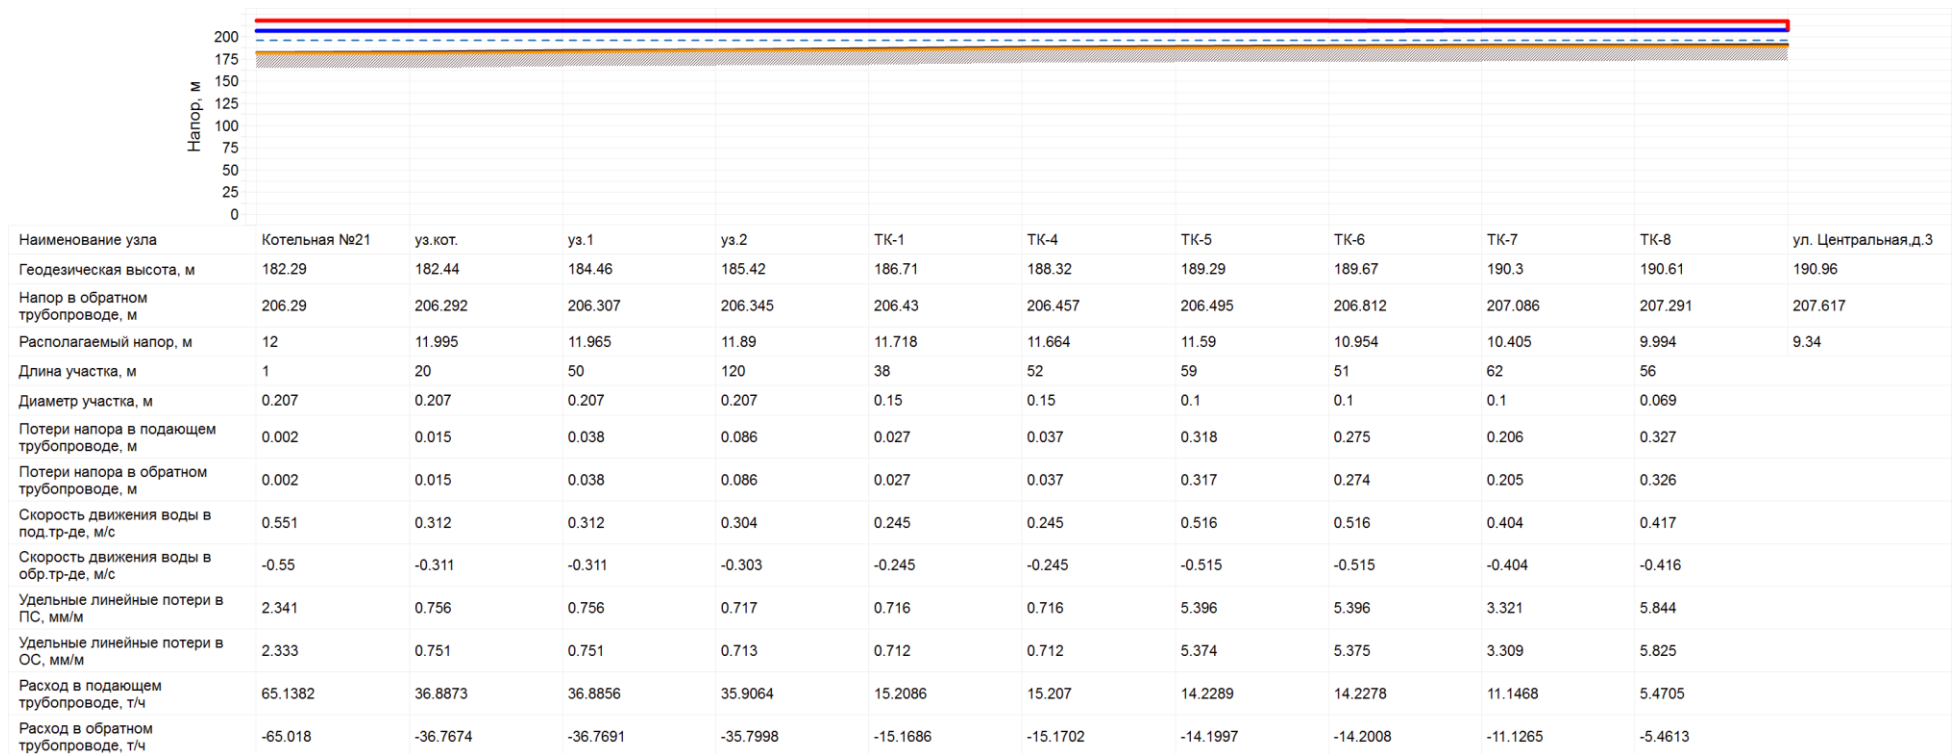 200
175
150
125
100
75
50
25
0
Напор, м
Наименование узла Котельная №21 уз.кот. уз.1 уз.2 ТК-1 ТК-4 ТК-5 ТК-6 ТК-7 ТК-8 ул. Центральная,д.3
Геодезическая высота, м 182.29 182.44 184.46 185.42 186.71 188.32 189.29 189.67 190.3 190.61 190.96
Напор в обратном
трубопроводе, м 206.29 206.292 206.307 206.345 206.43 206.457 206.495 206.812 207.086 207.291 207.617
Располагаемый напор, м 12 11.995 11.965 11.89 11.718 11.664 11.59 10.954 10.405 9.994 9.34
Длина участка, м 1 20 50 120 38 52 59 51 62 56
Диаметр участка, м 0.207 0.207 0.207 0.207 0.15 0.15 0.1 0.1 0.1 0.069
Потери напора в подающем
трубопроводе, м 0.002 0.015 0.038 0.086 0.027 0.037 0.318 0.275 0.206 0.327
Потери напора в обратном
трубопроводе, м 0.002 0.015 0.038 0.086 0.027 0.037 0.317 0.274 0.205 0.326
Скорость движения воды в
под.тр-де, м/с 0.551 0.312 0.312 0.304 0.245 0.245 0.516 0.516 0.404 0.417
Скорость движения воды в
обр.тр-де, м/с -0.55 -0.311 -0.311 -0.303 -0.245 -0.245 -0.515 -0.515 -0.404 -0.416
Удельные линейные потери в
ПС, мм/м 2.341 0.756 0.756 0.717 0.716 0.716 5.396 5.396 3.321 5.844
Удельные линейные потери в
ОС, мм/м 2.333 0.751 0.751 0.713 0.712 0.712 5.374 5.375 3.309 5.825
Расход в подающем
трубопроводе, т/ч 65.1382 36.8873 36.8856 35.9064 15.2086 15.207 14.2289 14.2278 11.1468 5.4705
Расход в обратном
трубопроводе, т/ч -65.018 -36.7674 -36.7691 -35.7998 -15.1686 -15.1702 -14.1997 -14.2008 -11.1265 -5.4613